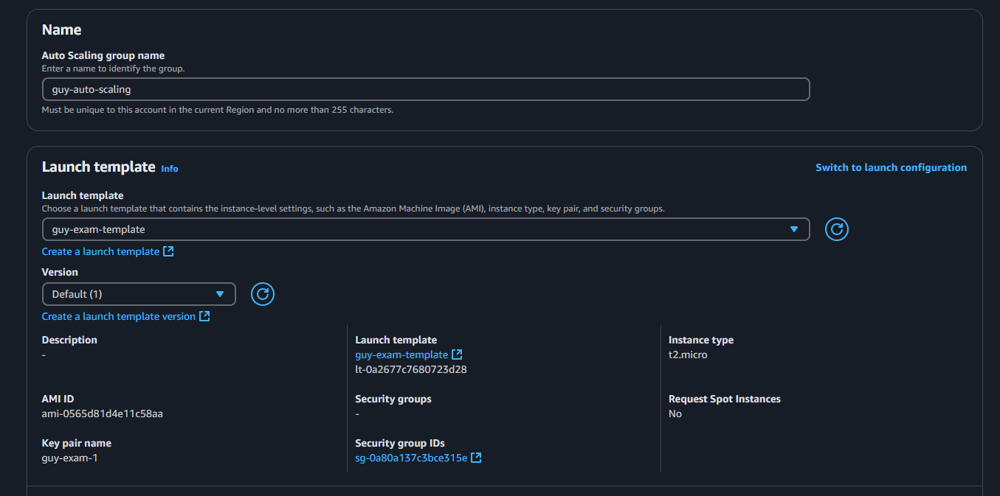 Name
Auto Scaling group name
Enter a name to identify the group.
guy-auto-scaling
Must be unique to this account in the current Region and no more than 255 characters.
Launch template Info
Switch to launch configuration
Launch template
Choose a launch template that contains the instance-level settings, such as the Amazon Machine Image (AMI), instance type, key pair, and security groups.
guy-exam-template
Create a launch template
Version
Default (1)
Create a launch template version
Description
-
Launch template
guy-exam-template
lt-0a2677c7680723d28
Instance type
t2.micro
AMI ID
ami-0565d81d4e11c58aa
Security groups
-
Request Spot Instances
No
Key pair name
guy-exam-1
Security group IDs
sg-0a80a137c3bce315e